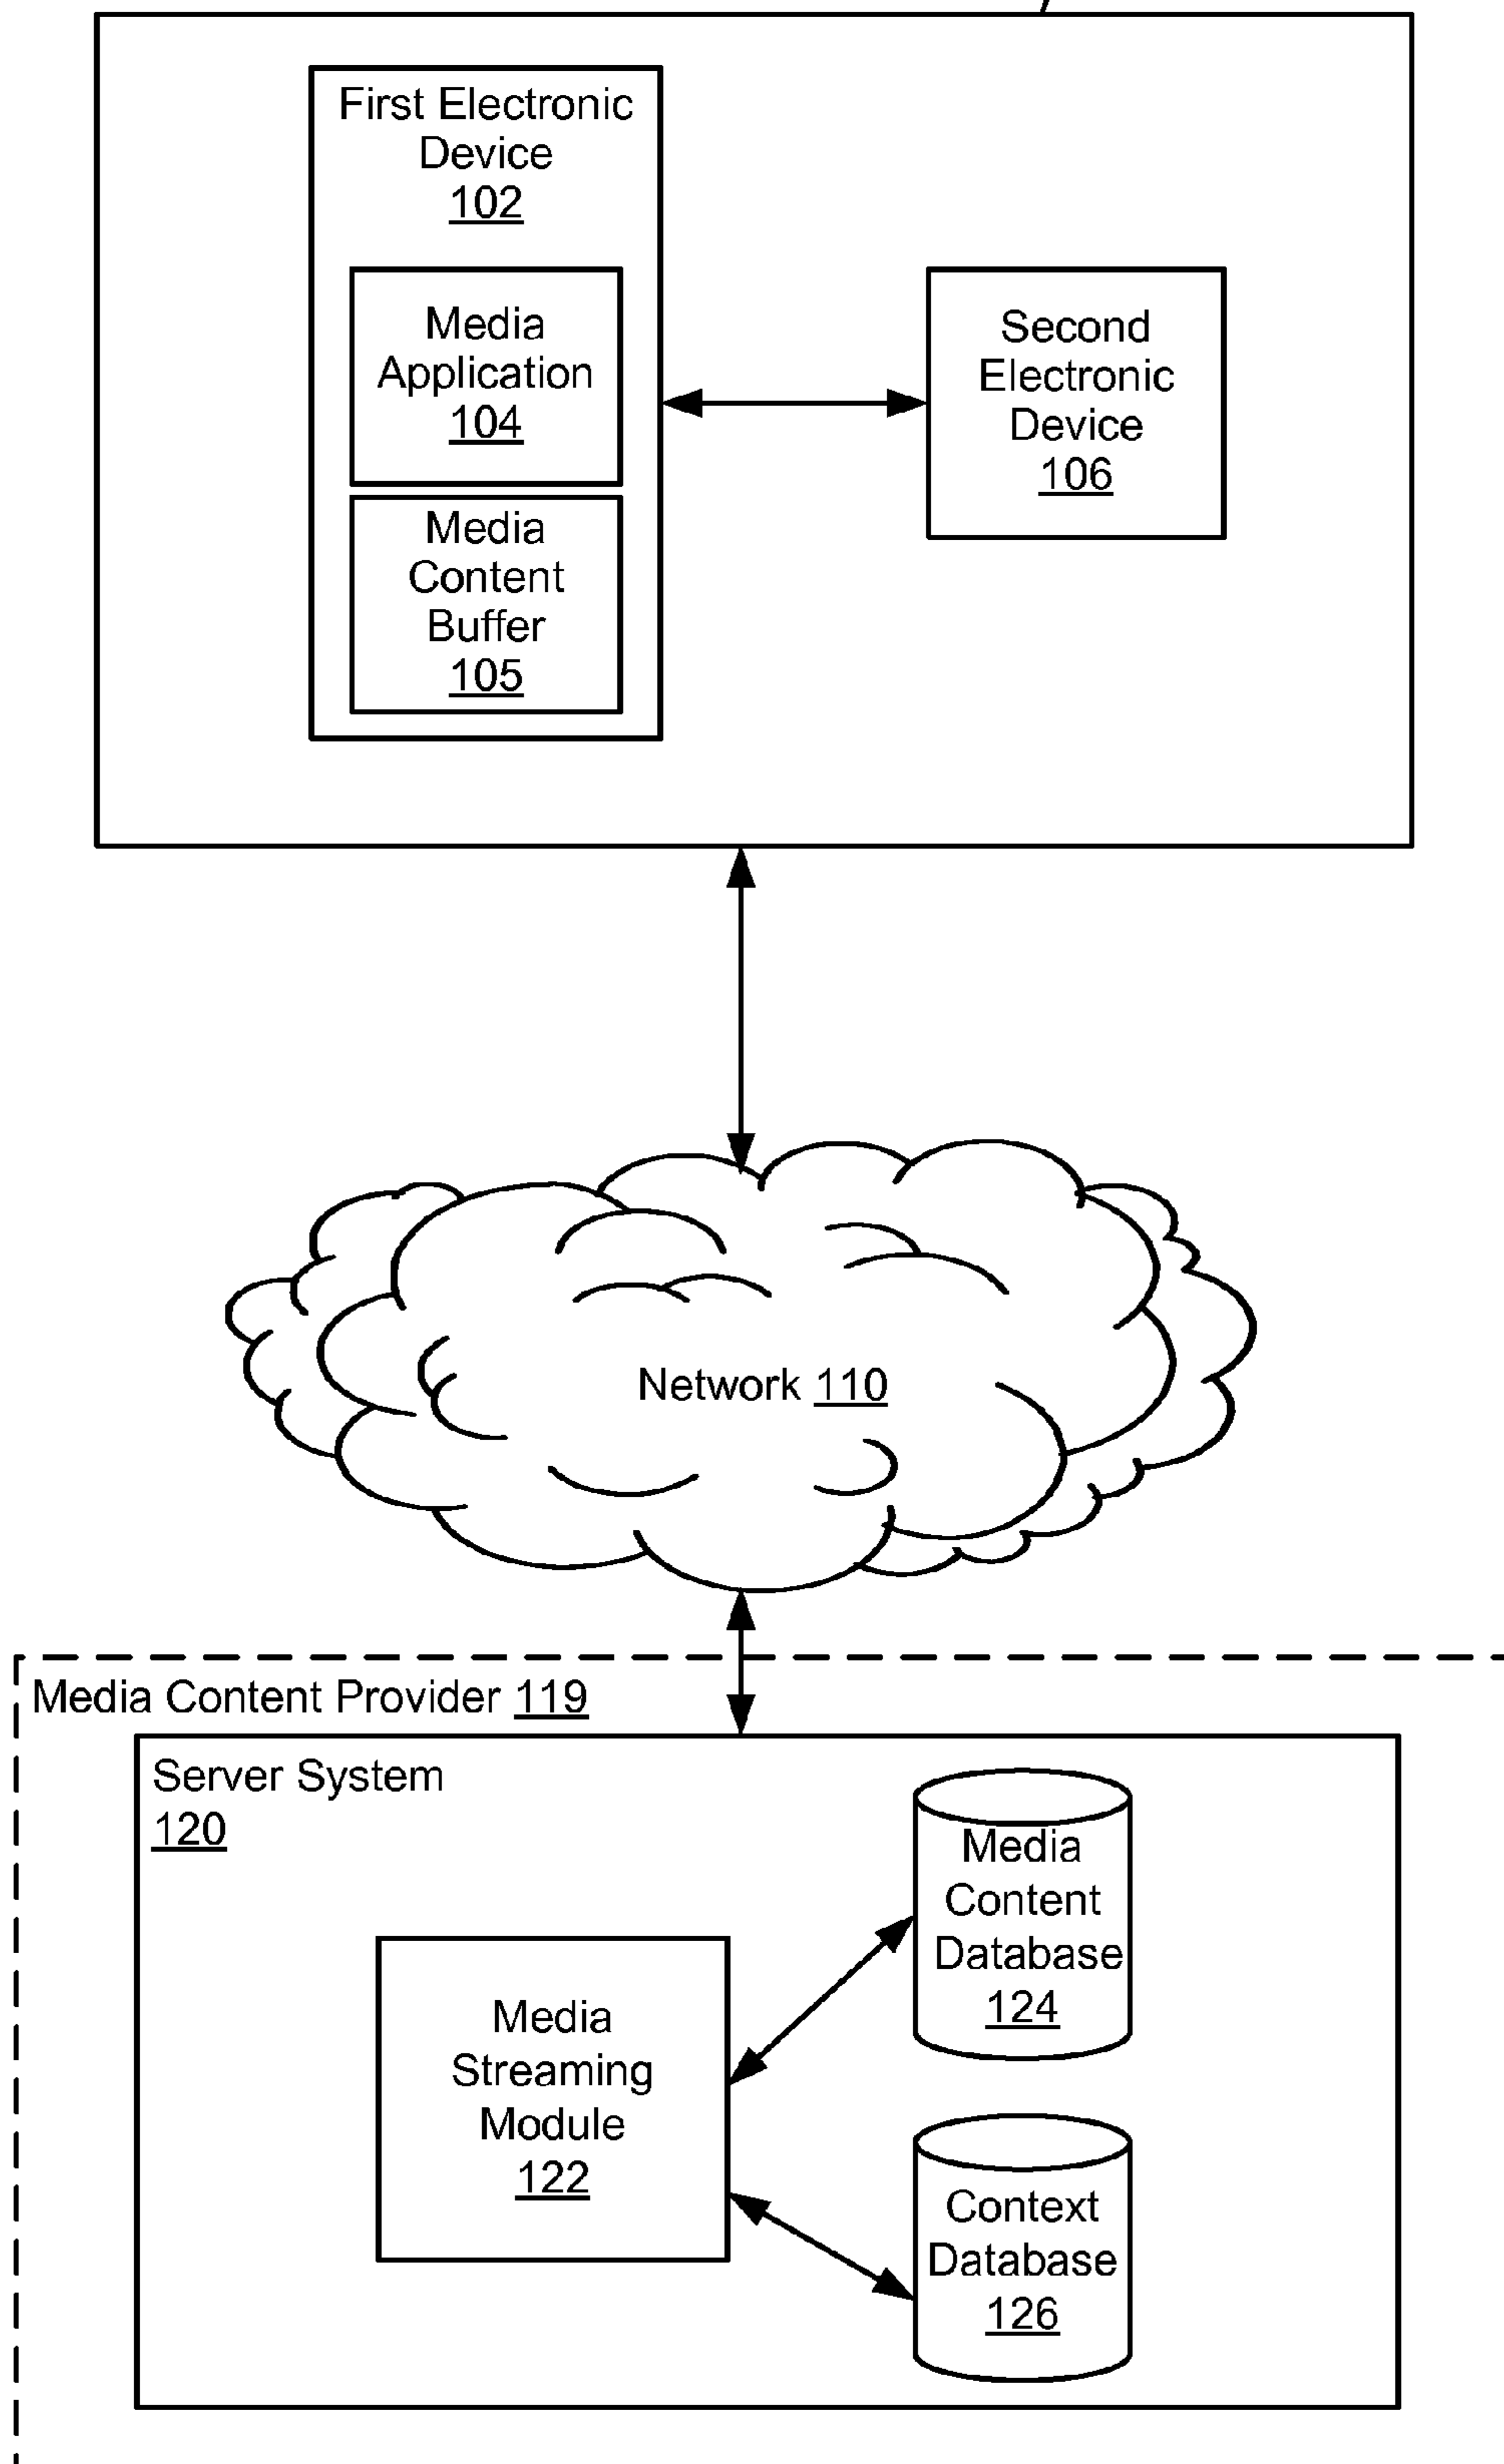 First Electronic
Device
102
Media
Application
104
Media
Content
Buffer
105
Second
Electronic
Device
106
Network 110
Media Content Provider 119
Server System
120
Media
Streaming
Module
122
Media
Content
Database
124
Context
Database
126